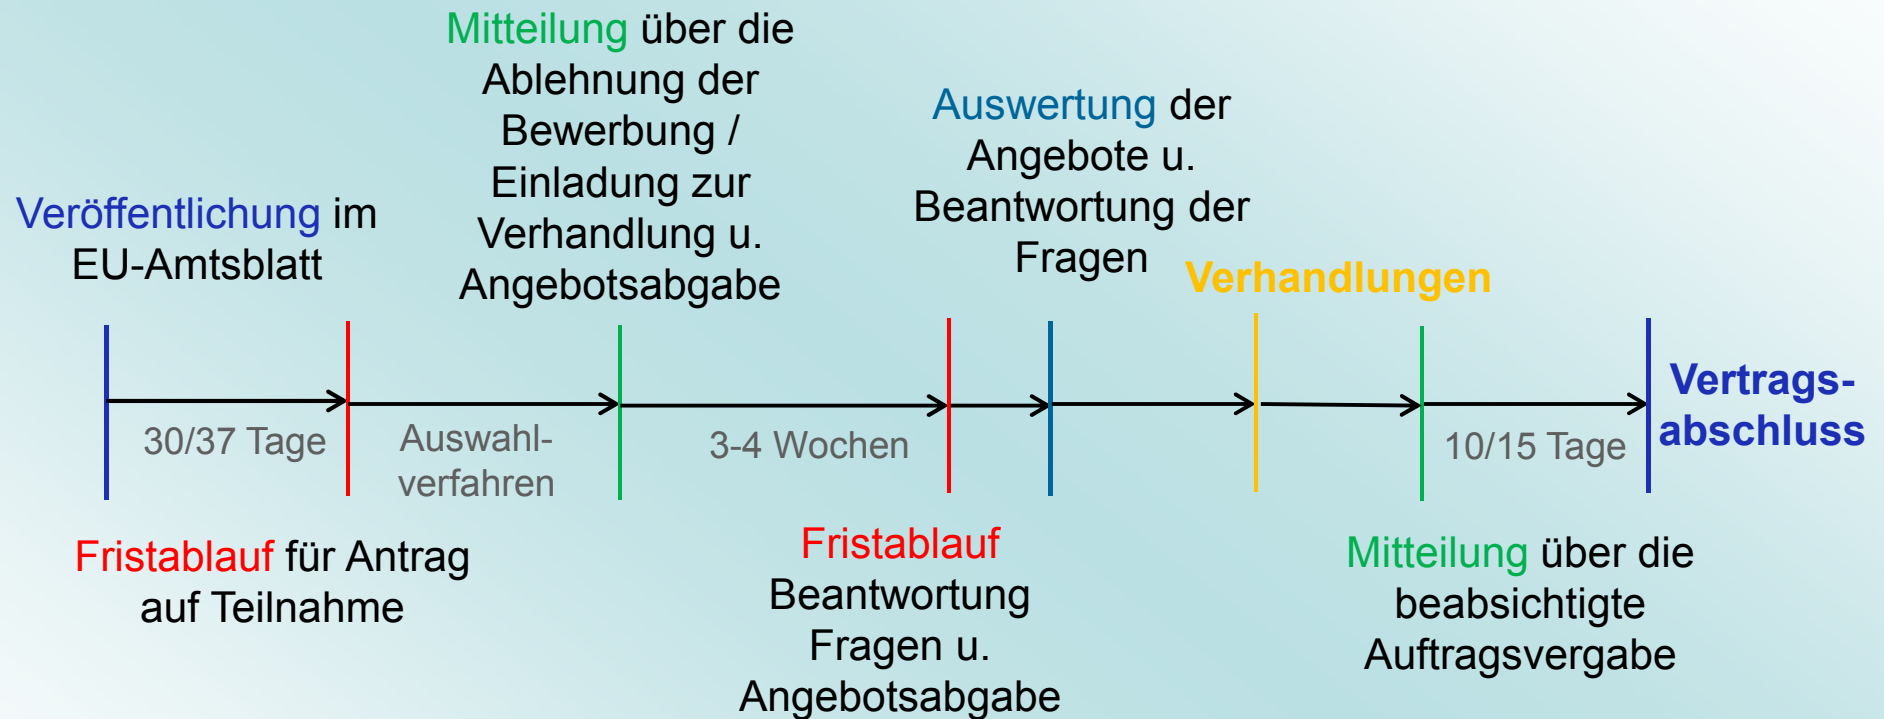 Veröffentlichung im
EU-Amtsblatt
Mitteilung über die
Ablehnung der
Bewerbung /
Einladung zur
Verhandlung u.
Angebotsabgabe
Auswertung der
Angebote u.
Beantwortung der
Fragen
Verhandlungen
30/37 Tage
Auswahl-
verfahren
3-4 Wochen
10/15 Tage
Vertrags-
abschluss
Fristablauf für Antrag
auf Teilnahme
Fristablauf
Beantwortung
Fragen u.
Angebotsabgabe
Mitteilung über die
beabsichtigte
Auftragsvergabe